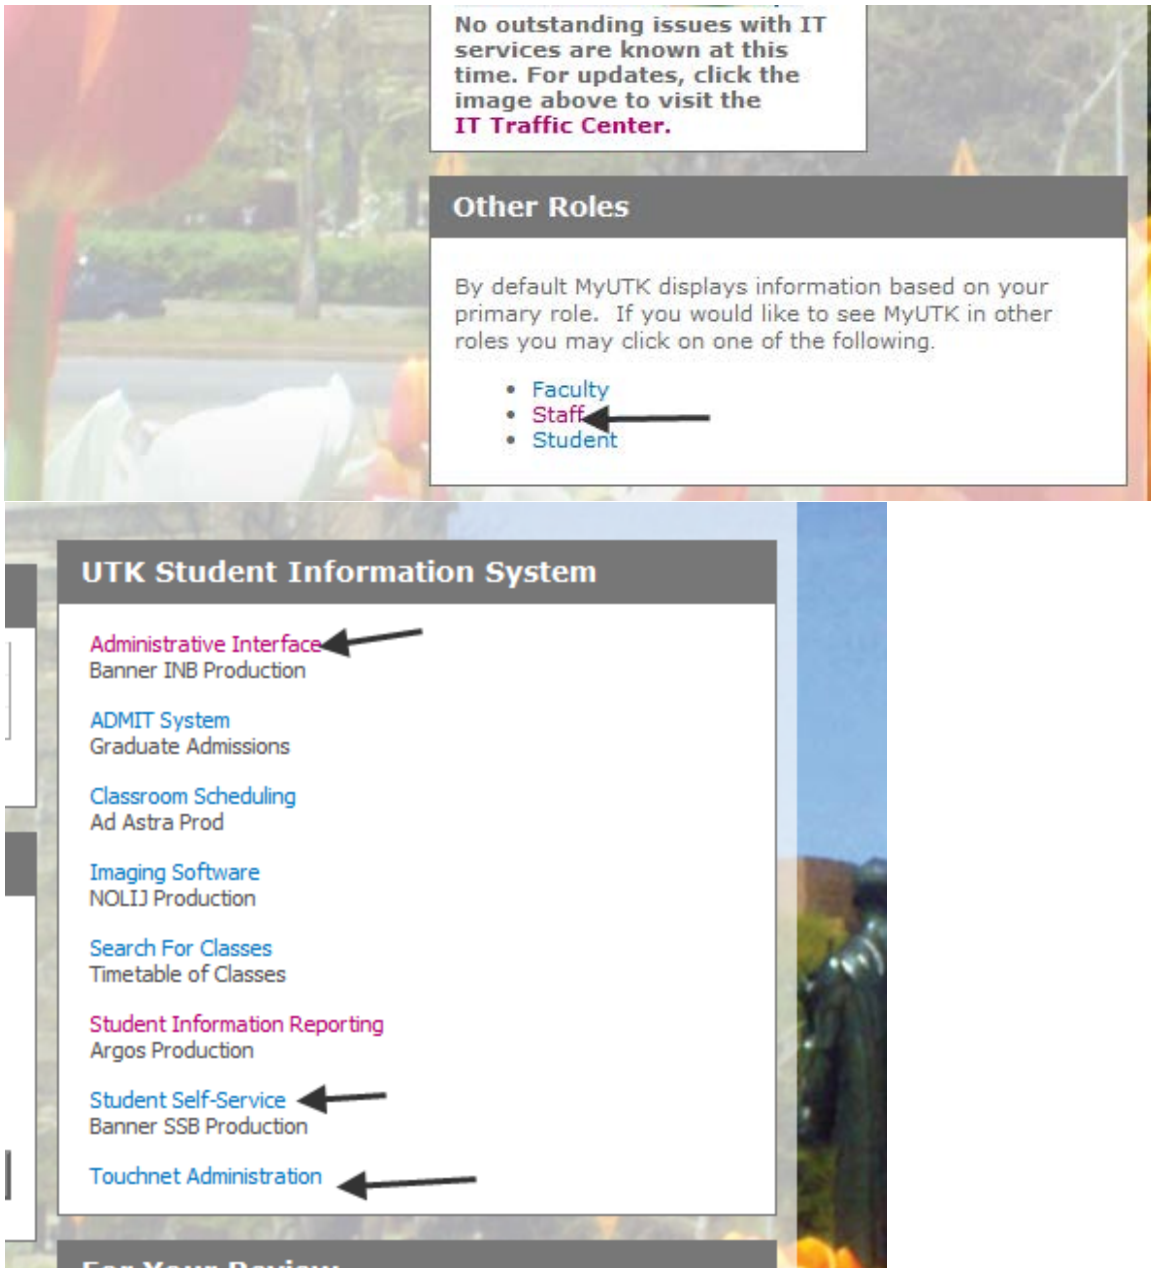 No outstanding issues with IT
services are known at this
time. For updates, click the
image above to visit the
IT Traffic Center.
Other Roles
By default MyUTK displays information based on your
primary role. If you would like to see MyUTK in other
roles you may click on one of the following.
• Faculty
• Staff
• Student
UTK Student Information System
Administrative Interface
Banner INB Production
ADMIT System
Graduate Admissions
Classroom Scheduling
Ad Astra Prod
Imaging Software
NOLIJ Production
Search For Classes
Timetable of Classes
Student Information Reporting
Argos Production
Student Self-Service
Banner SSB Production
Touchnet Administration
For Your Review